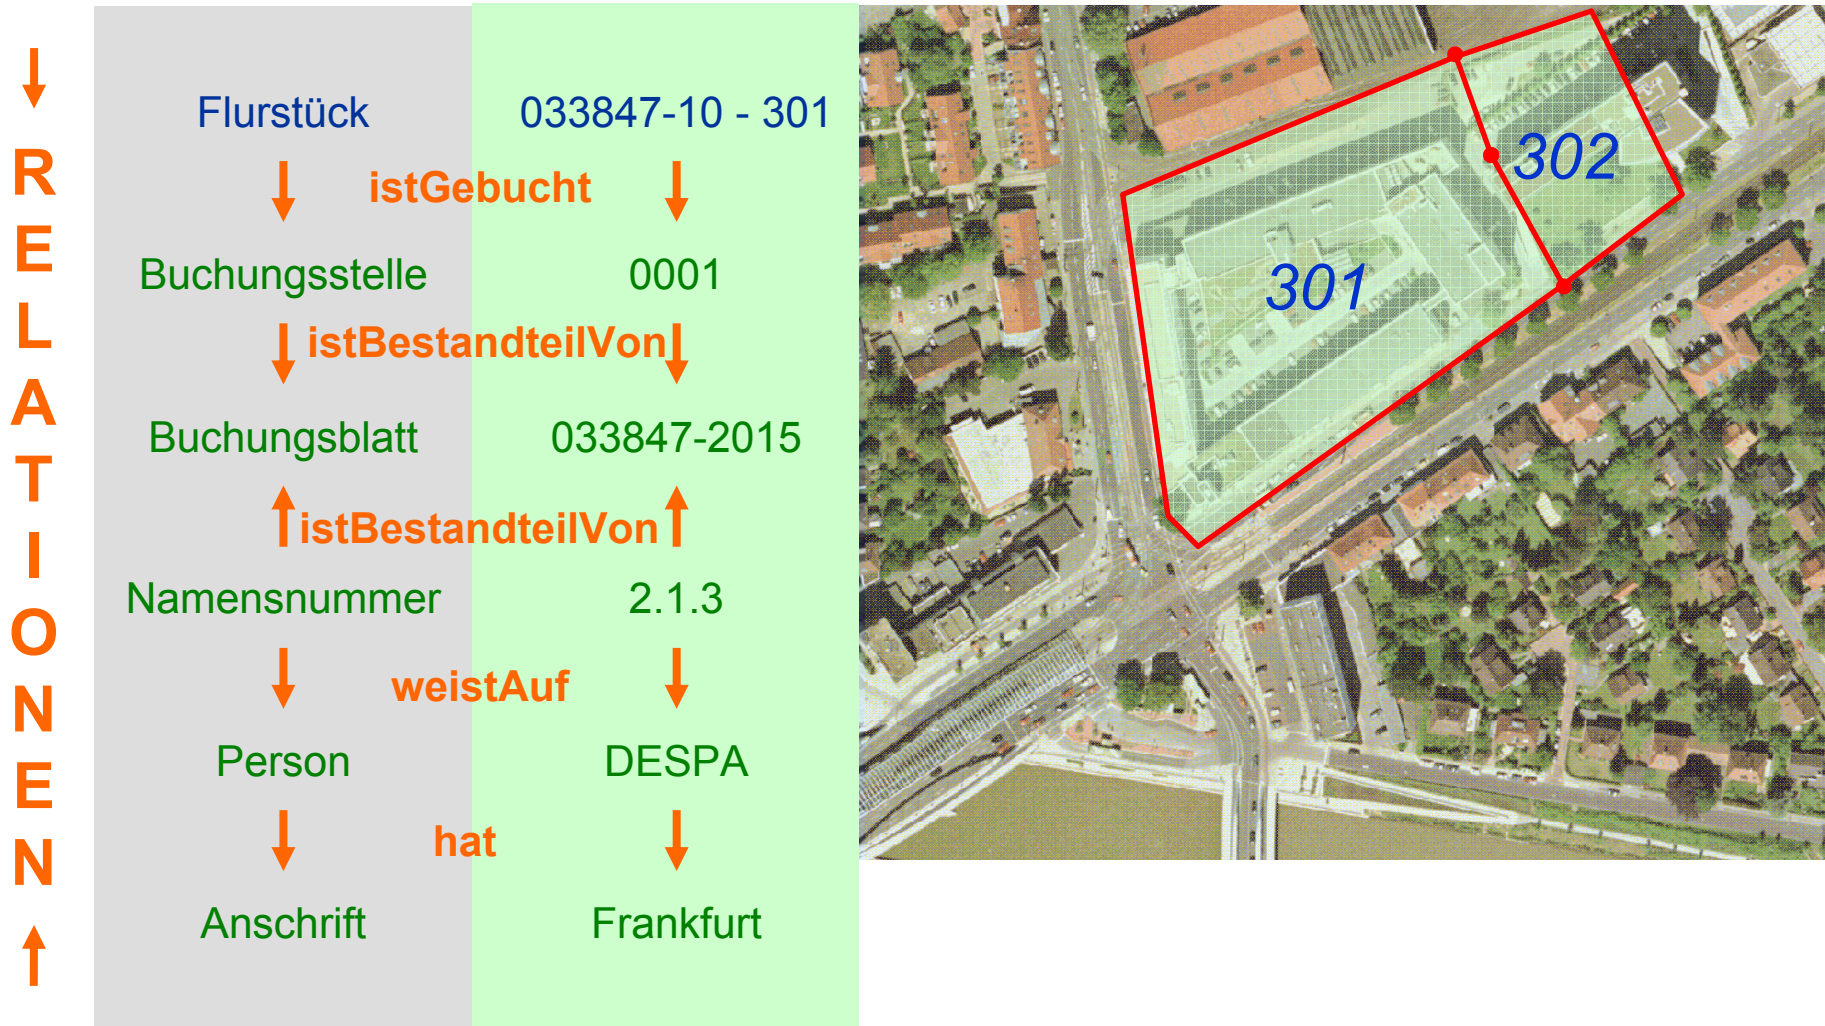 RELATIONEN
Flurstück 033847-10 - 301
istGebucht
Buchungsstelle 0001
istBestandteilVon
Buchungsblatt 033847-2015
istBestandteilVon
Namensnummer 2.1.3
weistAuf
Person DESPA
hat
Anschrift Frankfurt
302
301